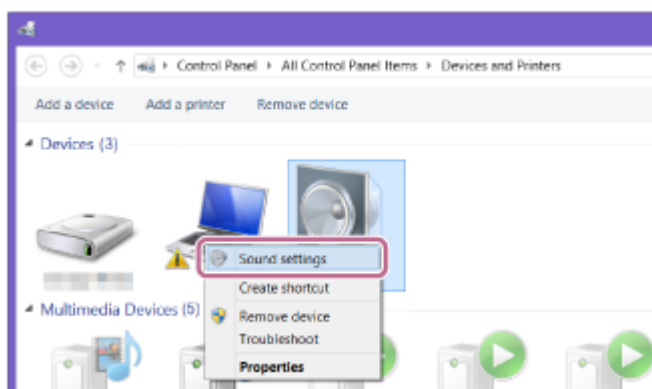 Control Panel ▸ All Control Panel Items ▸ Devices and Printers
Add a device Add a printer Remove device
Devices (3)
Sound settings
Create shortcut
Multimedia Devices (5)
Remove device
Troubleshoot
Properties